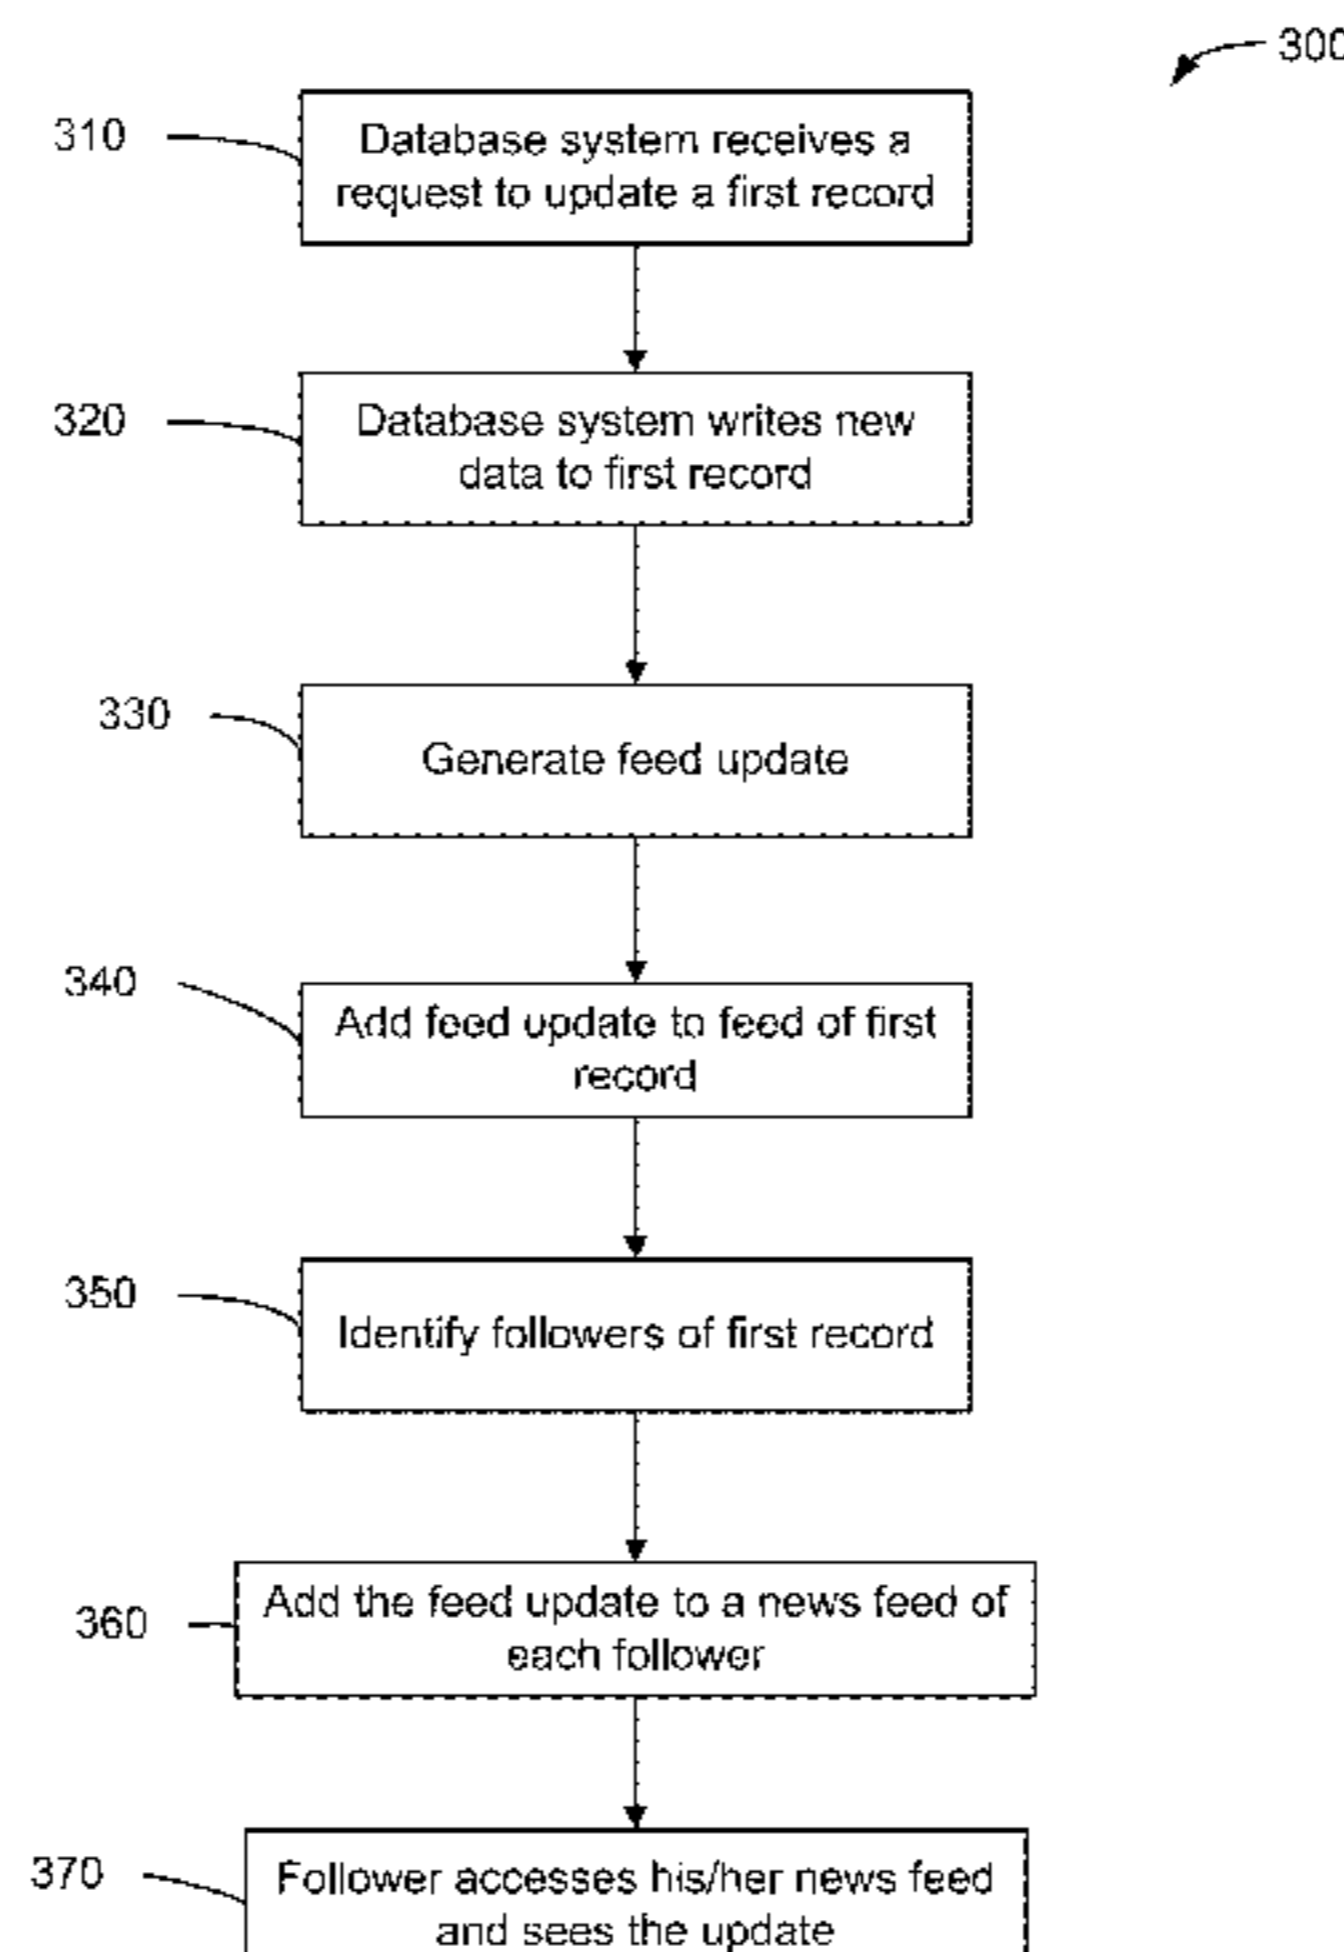 300
310
Database system receives a
request to update a first record
320
Database system writes new
data to first record
330
Generate feed update
340
Add feed update to feed of first
record
350
Identify followers of first record
360
Add the feed update to a news feed of
each follower
370
Follower accesses his/her news feed
and sees the update